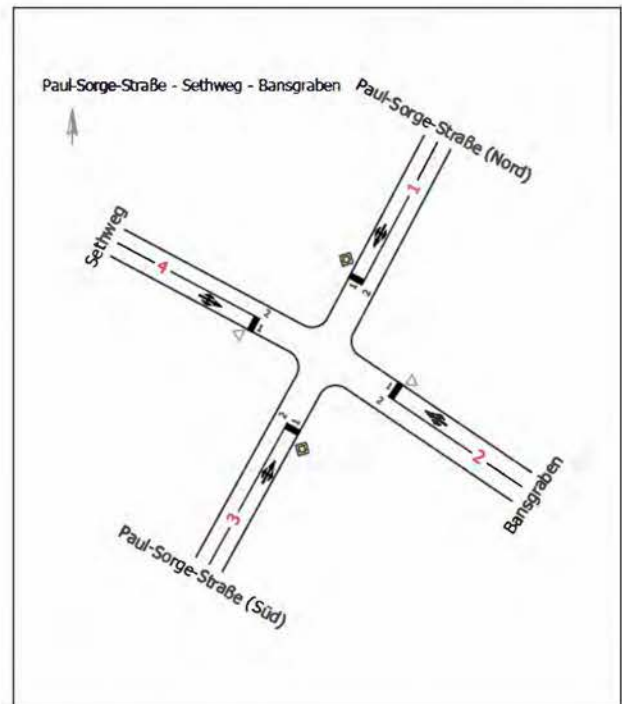 Paul-Sorge-Straße - Sethweg - Bansgraben
Paul-Sorge-Straße (Nord)
1
1
2
Sethweg
4
2
1
1
2
2
Bansgraben
2
1
3
Paul-Sorge-Straße (Süd)